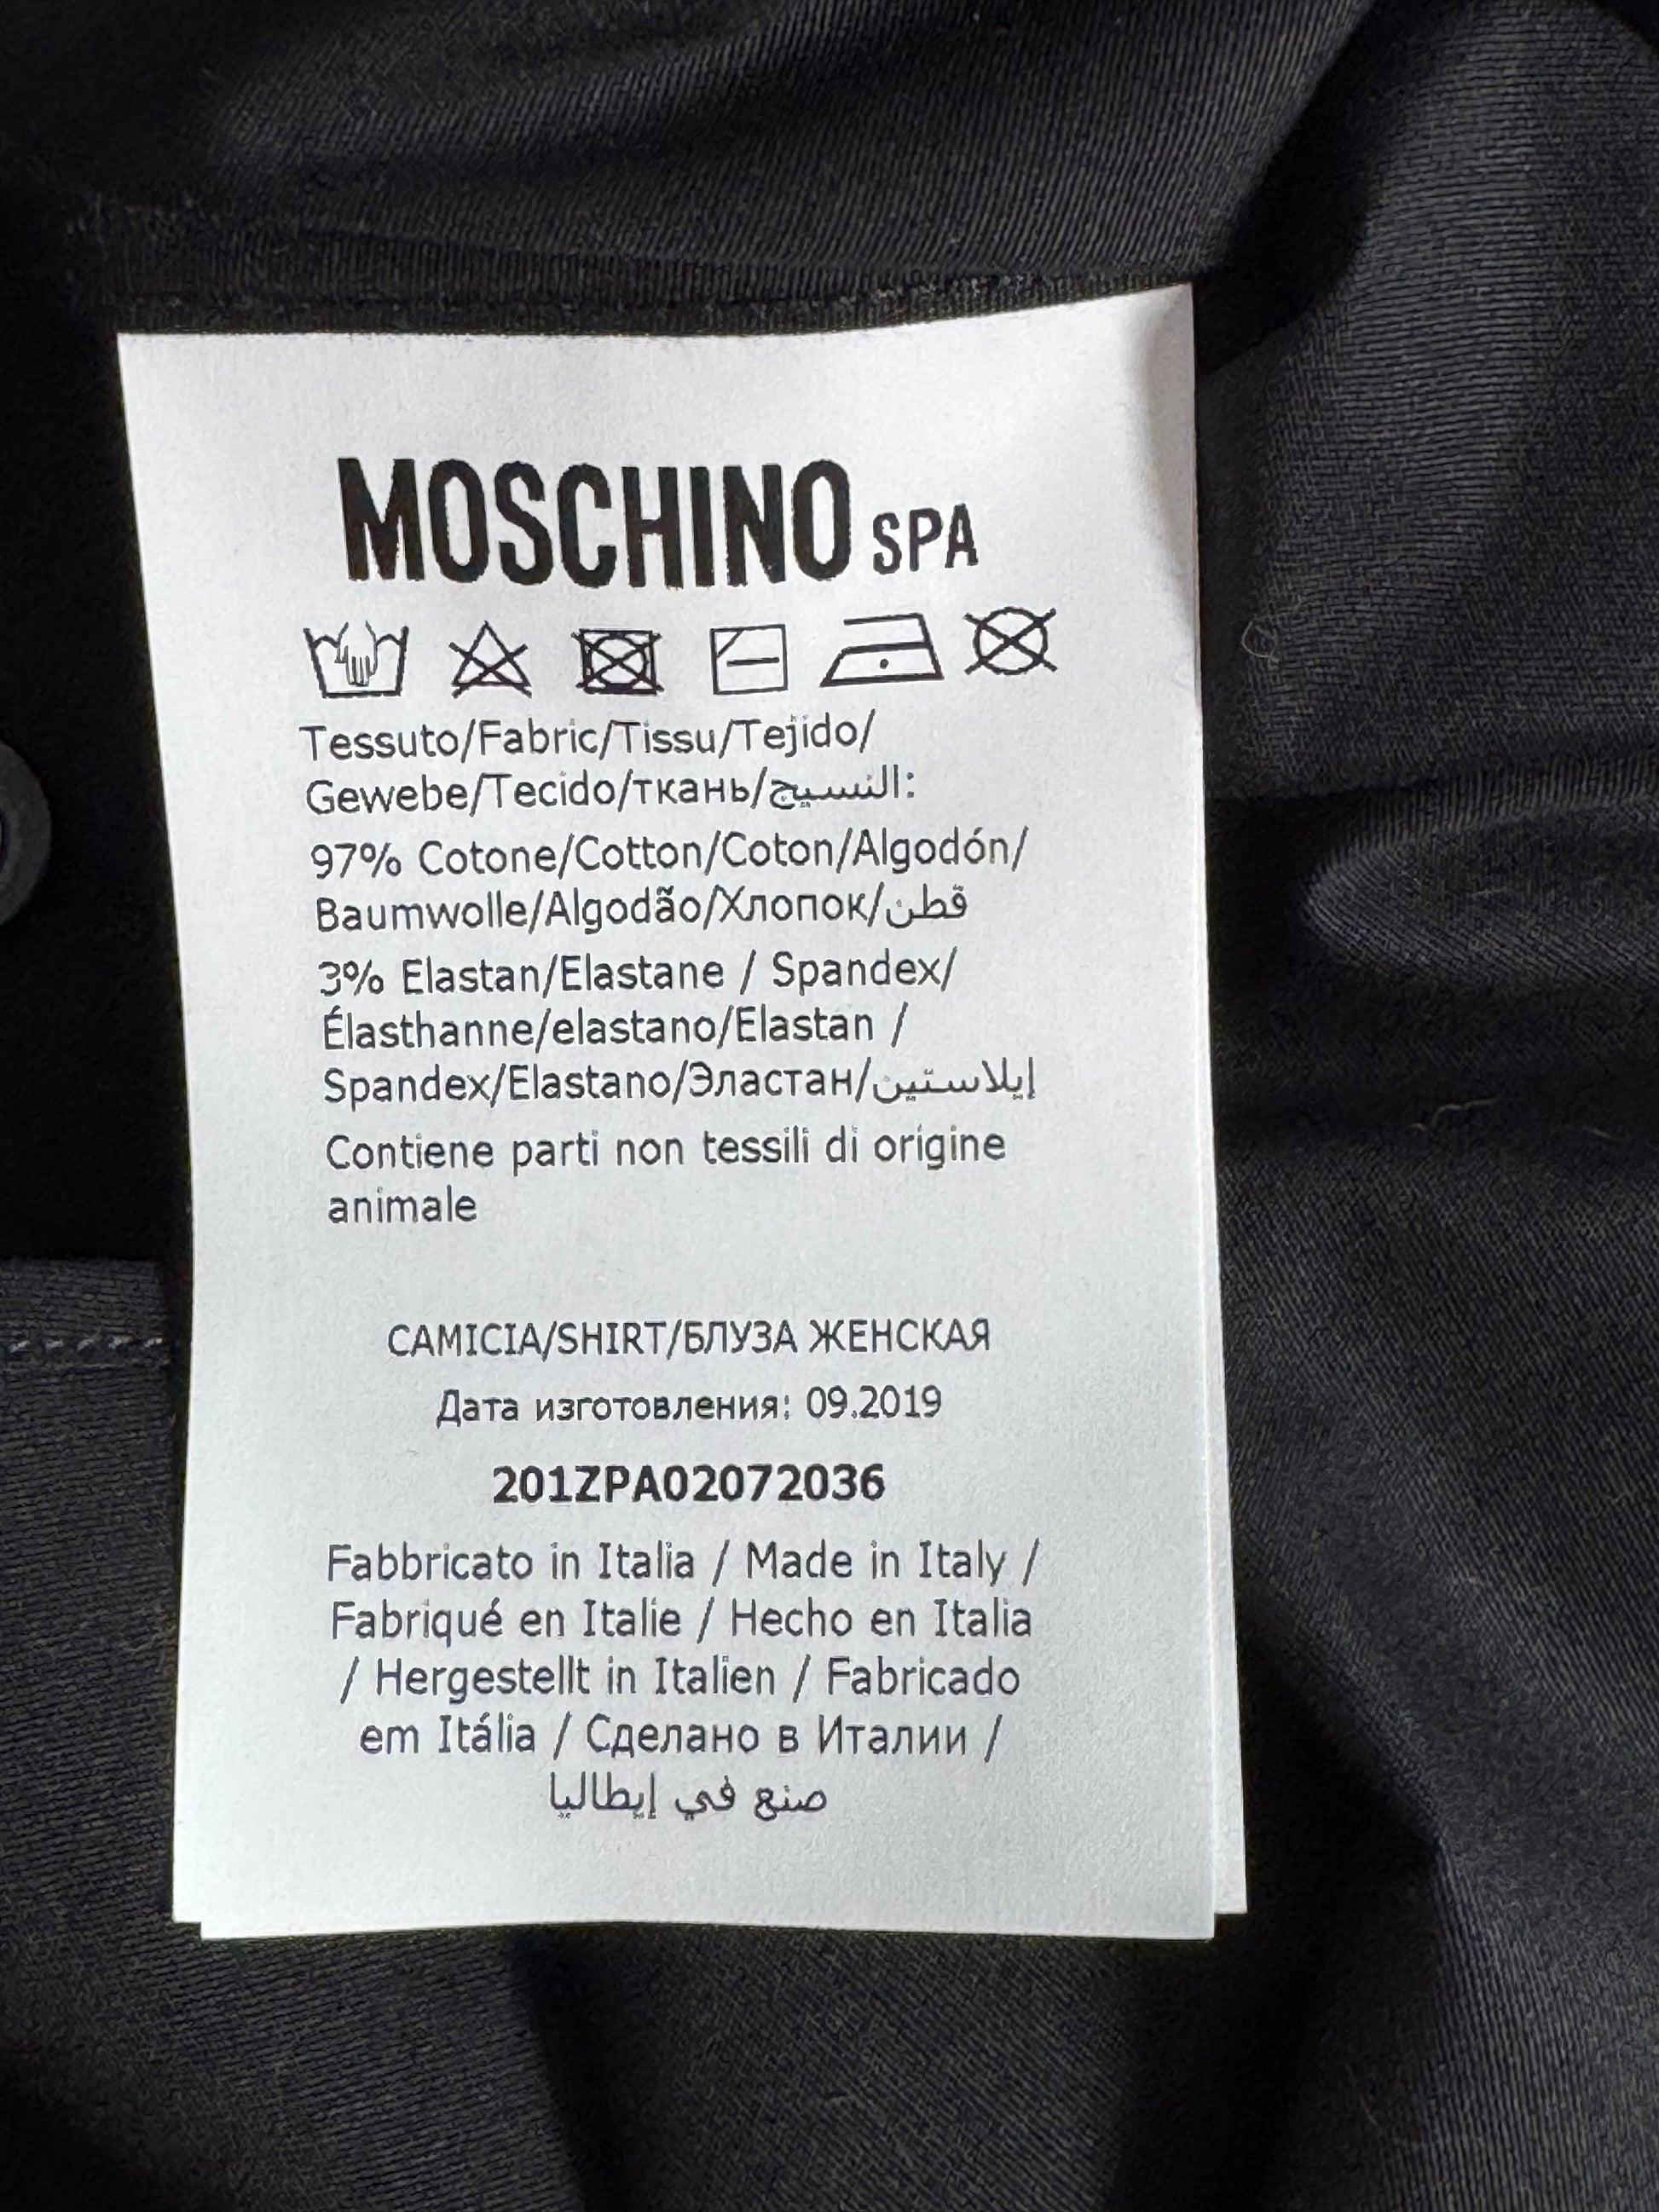 MOSCHINO SPA
Tessuto/Fabric/Tissu/Tejido/
Gewebe/Tecido/ткань/النسيج:
97% Cotone/Cotton/Coton/Algodón/
Baumwolle/Algodão/Хлопок/قطن
3% Elastan/Elastane / Spandex/
Élasthanne/elastano/Elastan /
Spandex/Elastano/Эластан/إيلاستين
Contiene parti non tessili di origine
animale
CAMICIA/SHIRT/БЛУЗА ЖЕНСКАЯ
Дата изготовления: 09.2019
201ZPA02072036
Fabbricato in Italia / Made in Italy /
Fabriqué en Italie / Hecho en Italia
/ Hergestellt in Italien / Fabricado
em Itália / Сделано в Италии /
صنع في إيطاليا